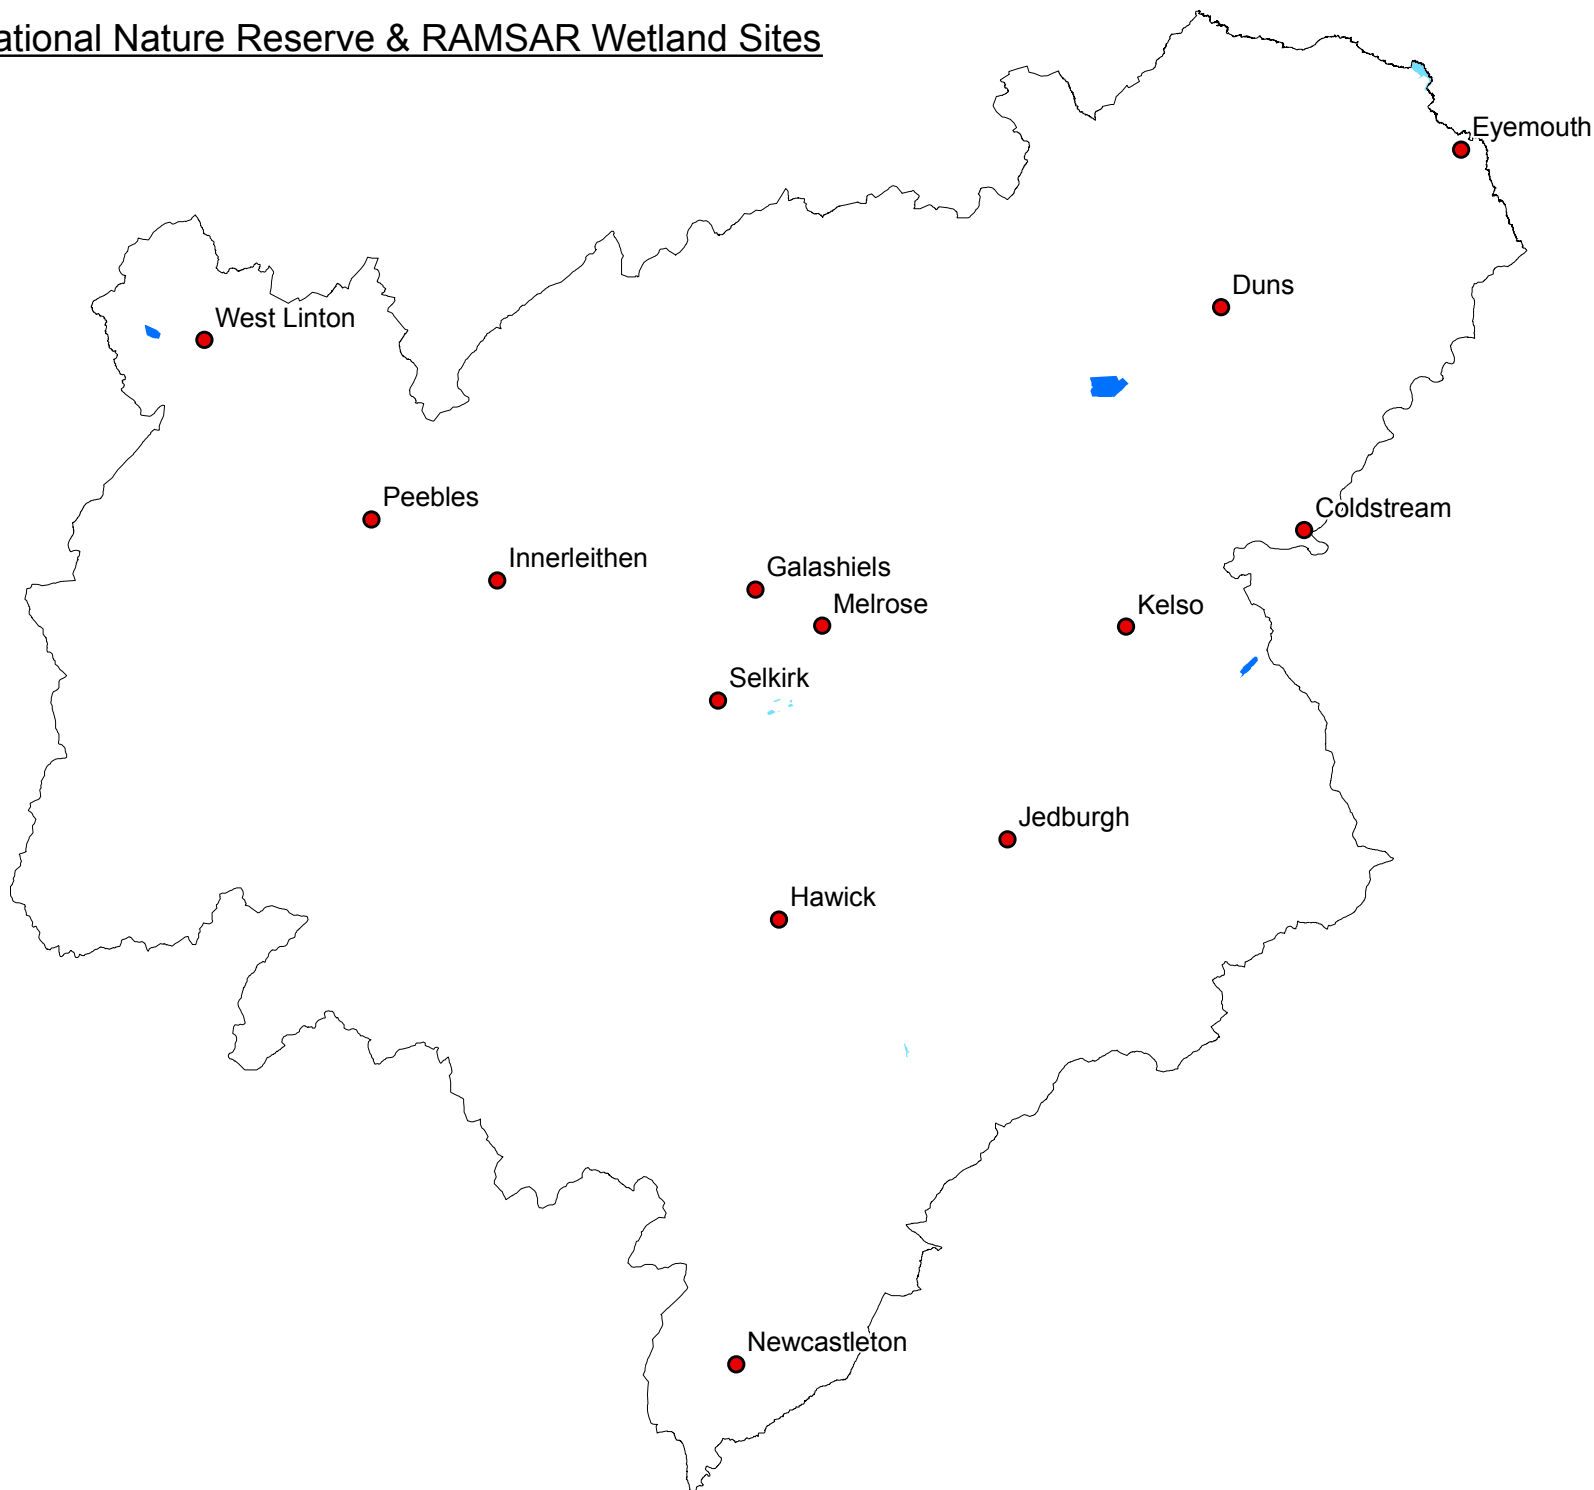 ational Nature Reserve & RAMSAR Wetland Sites
Eyemouth
Duns
West Linton
Peebles
Coldstream
Innerleithen
Galashiels
Melrose
Kelso
Selkirk
Jedburgh
Hawick
Newcastleton